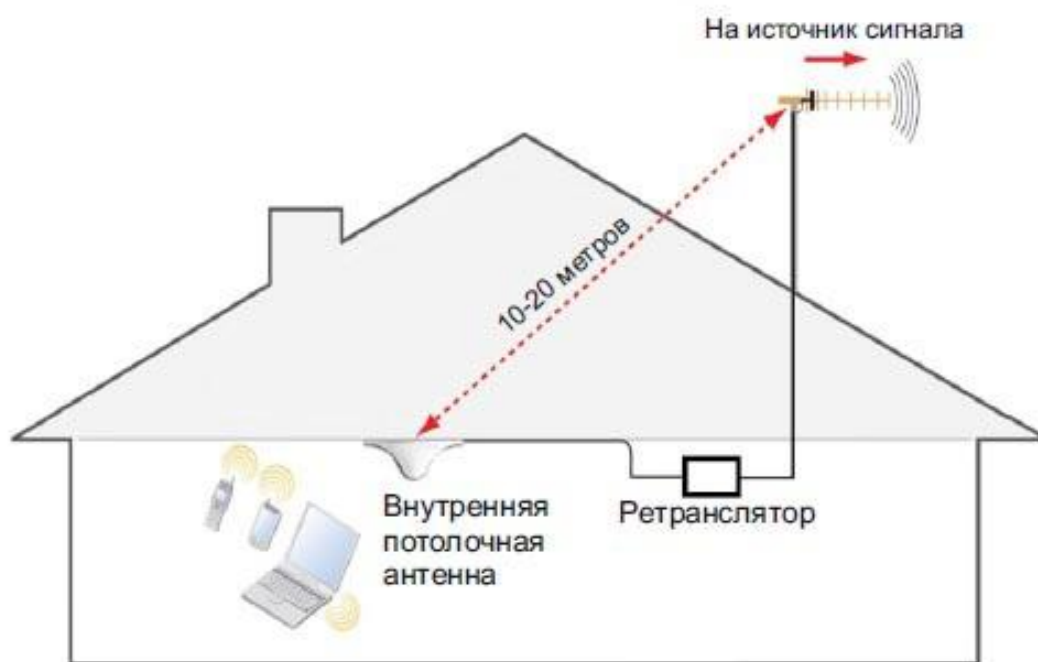 На источник сигнала
10-20 метров
Внутренняя
потолочная
антенна
Ретранслятор